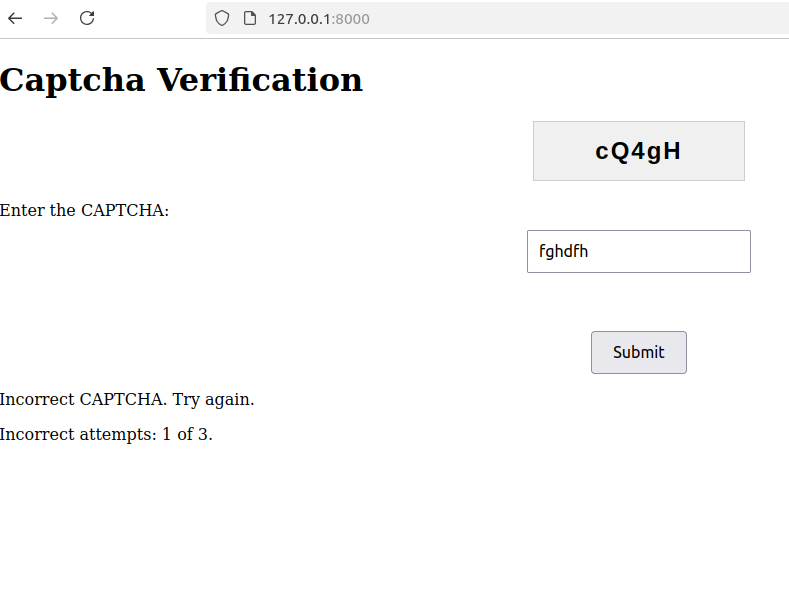 127.0.0.1:8000
Captcha Verification
cQ4gH
Enter the CAPTCHA:
fghdfh
Submit
Incorrect CAPTCHA. Try again.
Incorrect attempts: 1 of 3.